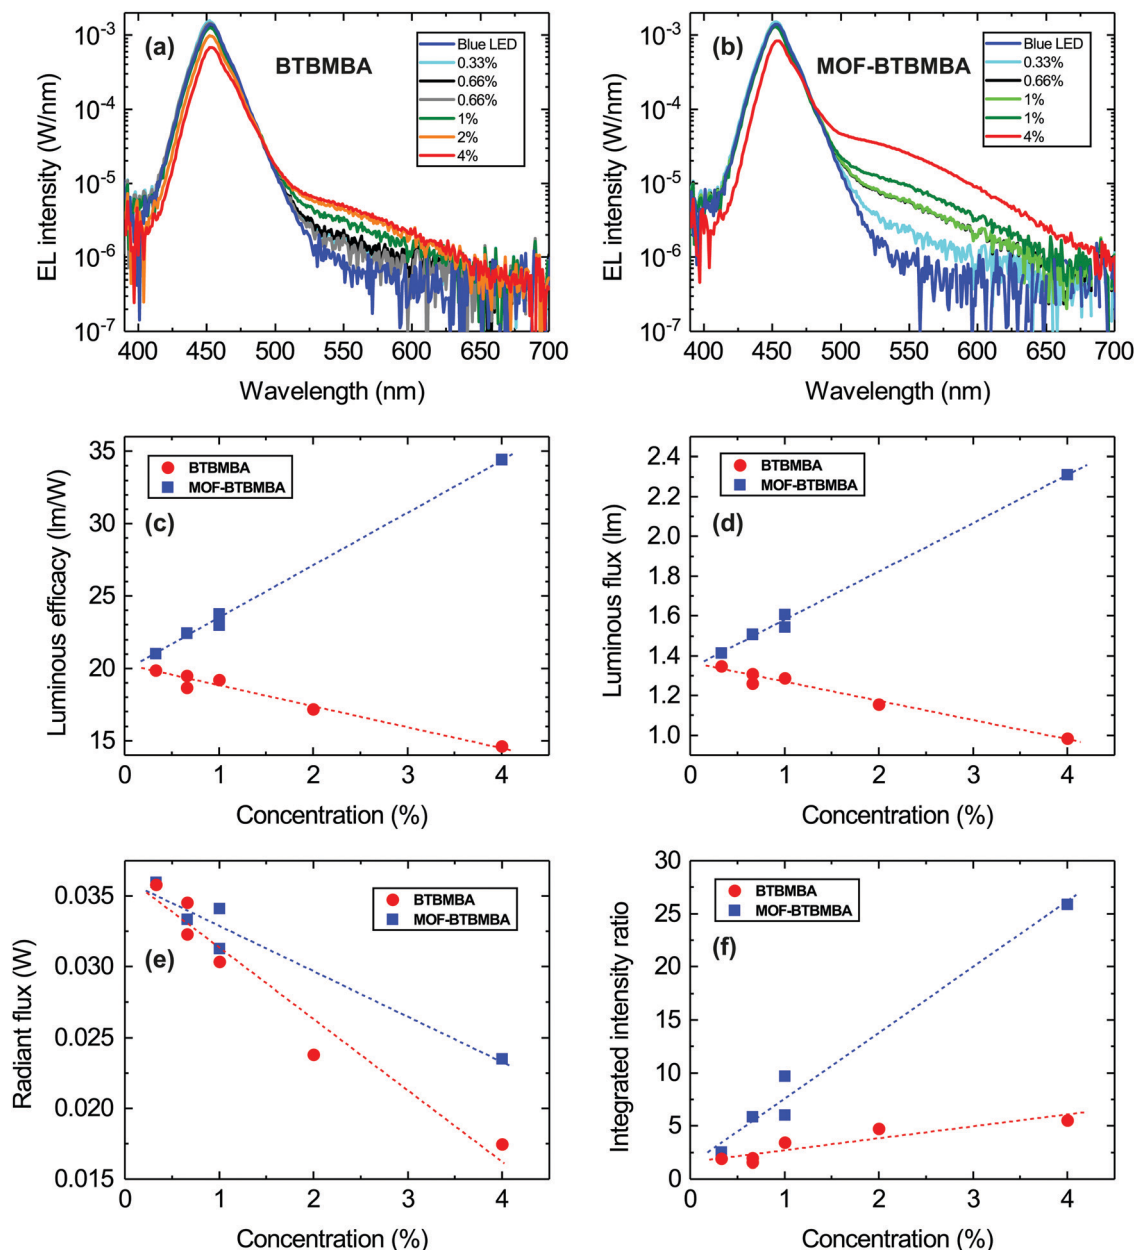 (a)
BTBMBA
Blue LED
0.33%
0.66%
0.66%
1%
2%
4%
10⁻³
10⁻⁴
10⁻⁵
10⁻⁶
10⁻⁷
EL intensity (W/nm)
400 450 500 550 600 650 700
Wavelength (nm)
(b)
MOF-BTBMBA
Blue LED
0.33%
0.66%
1%
1%
4%
10⁻³
10⁻⁴
10⁻⁵
10⁻⁶
10⁻⁷
EL intensity (W/nm)
400 450 500 550 600 650 700
Wavelength (nm)
(c)
BTBMBA
MOF-BTBMBA
35
30
25
20
15
Luminous efficacy (lm/W)
0 1 2 3 4
Concentration (%)
(d)
BTBMBA
MOF-BTBMBA
2.4
2.2
2.0
1.8
1.6
1.4
1.2
1.0
Luminous flux (lm)
0 1 2 3 4
Concentration (%)
(e)
BTBMBA
MOF-BTBMBA
0.035
0.030
0.025
0.020
0.015
Radiant flux (W)
0 1 2 3 4
Concentration (%)
(f)
BTBMBA
MOF-BTBMBA
30
25
20
15
10
5
0
Integrated intensity ratio
0 1 2 3 4
Concentration (%)